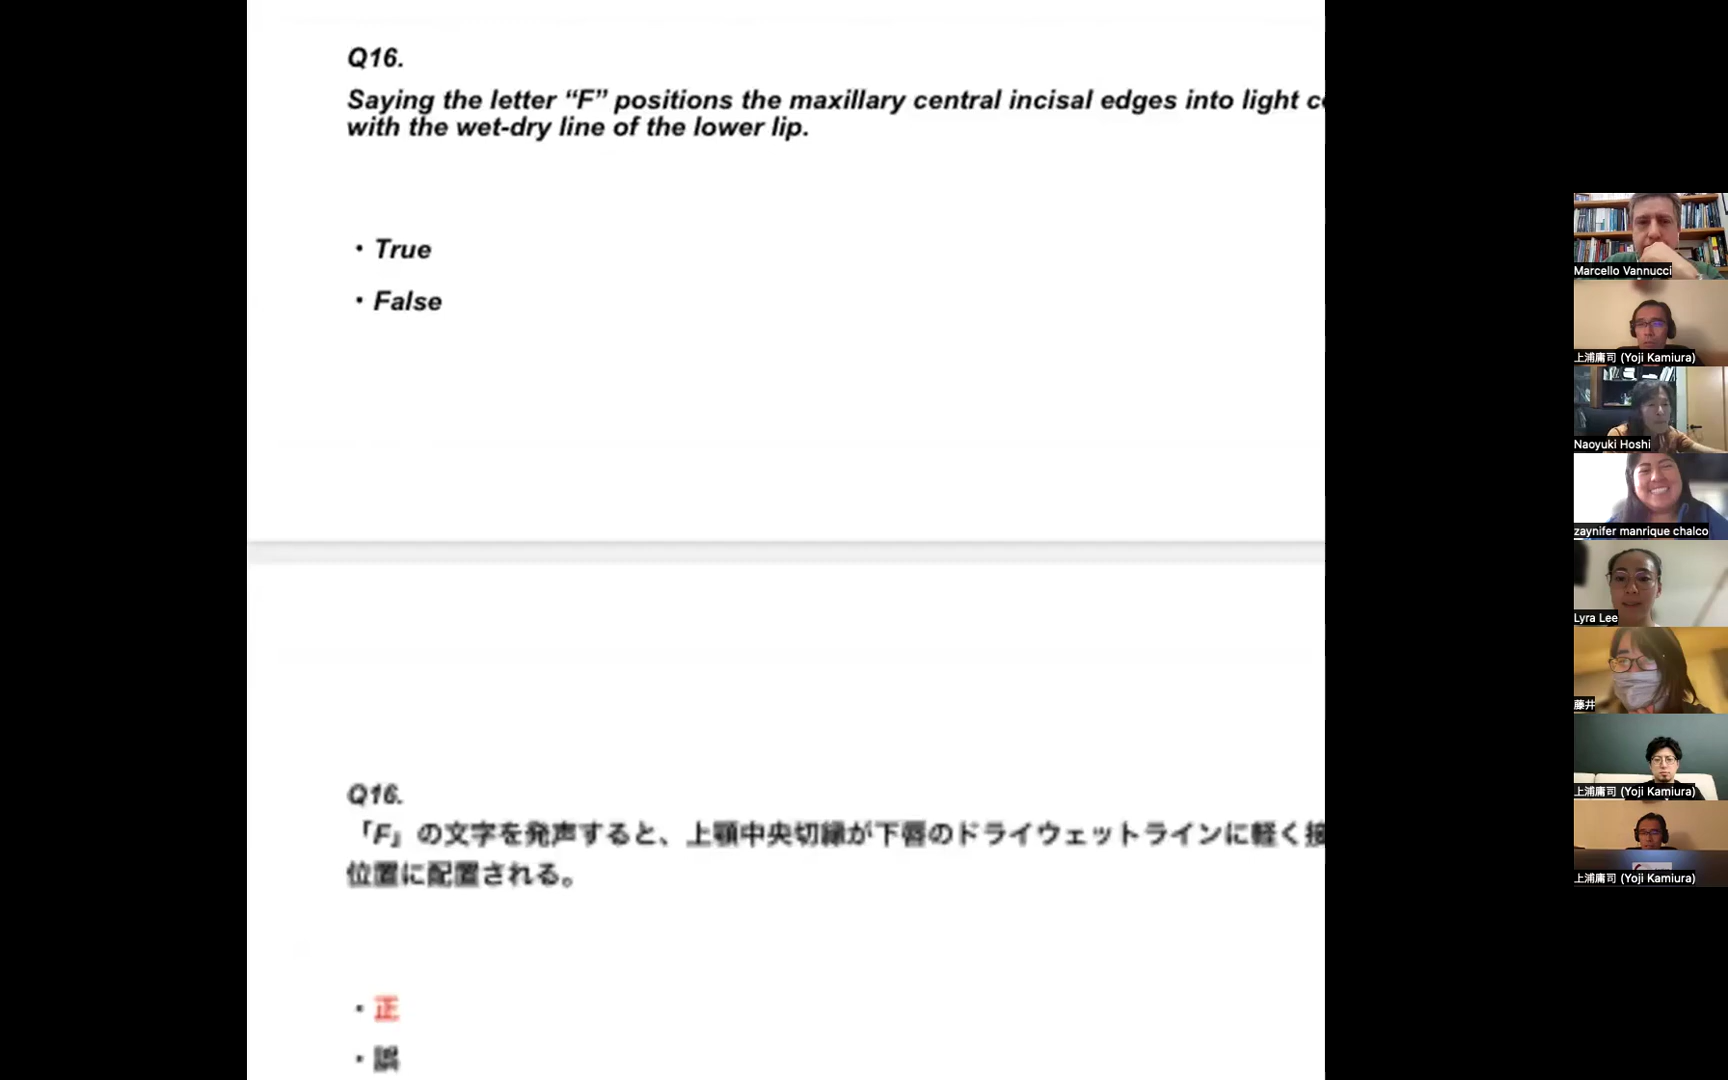 Q16.
Saying the letter “F” positions the maxillary central incisal edges into light
with the wet-dry line of the lower lip.
・True
・False
Q16.
「F」の文字を発声すると、上顎中央切縁が下唇のドライウェットラインに軽く接
位置に配置される。
・正
・誤
Marcello Vannucci
上浦庸司 (Yoji Kamiura)
Naoyuki Hoshi
zaynifer manrique chalco
Lyra Lee
藤井
上浦庸司 (Yoji Kamiura)
上浦庸司 (Yoji Kamiura)